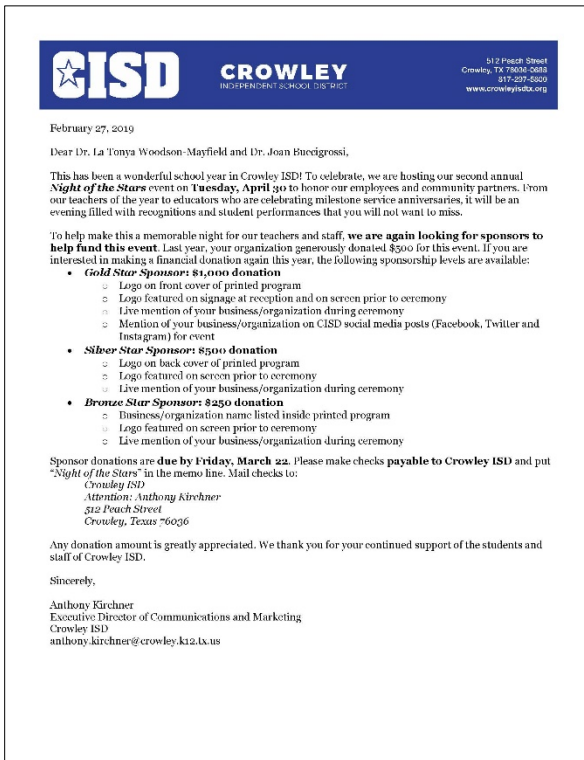 CISD
CROWLEY
INDEPENDENT SCHOOL DISTRICT
512 Peach Street
Crowley, TX 76036-0688
817-297-5800
www.crowleyisdtx.org
February 27, 2019
Dear Dr. La Tonya Woodson-Mayfield and Dr. Joan Buccigrossi,
This has been a wonderful school year in Crowley ISD! To celebrate, we are hosting our second annual
Night of the Stars event on Tuesday, April 30 to honor our employees and community partners. From
our teachers of the year to educators who are celebrating milestone service anniversaries, it will be an
evening filled with recognitions and student performances that you will not want to miss.
To help make this a memorable night for our teachers and staff, we are again looking for sponsors to
help fund this event. Last year, your organization generously donated $500 for this event. If you are
interested in making a financial donation again this year, the following sponsorship levels are available:
• Gold Star Sponsor: $1,000 donation
o Logo on front cover of printed program
o Logo featured on signage at reception and on screen prior to ceremony
o Live mention of your business/organization during ceremony
o Mention of your business/organization on CISD social media posts (Facebook, Twitter and
Instagram) for event
• Silver Star Sponsor: $500 donation
o Logo on back cover of printed program
o Logo featured on screen prior to ceremony
o Live mention of your business/organization during ceremony
• Bronze Star Sponsor: $250 donation
o Business/organization name listed inside printed program
o Logo featured on screen prior to ceremony
o Live mention of your business/organization during ceremony
Sponsor donations are due by Friday, March 22. Please make checks payable to Crowley ISD and put
"Night of the Stars" in the memo line. Mail checks to:
Crowley ISD
Attention: Anthony Kirchner
512 Peach Street
Crowley, Texas 76036
Any donation amount is greatly appreciated. We thank you for your continued support of the students and
staff of Crowley ISD.
Sincerely,
Anthony Kirchner
Executive Director of Communications and Marketing
Crowley ISD
anthony.kirchner@crowley.k12.tx.us